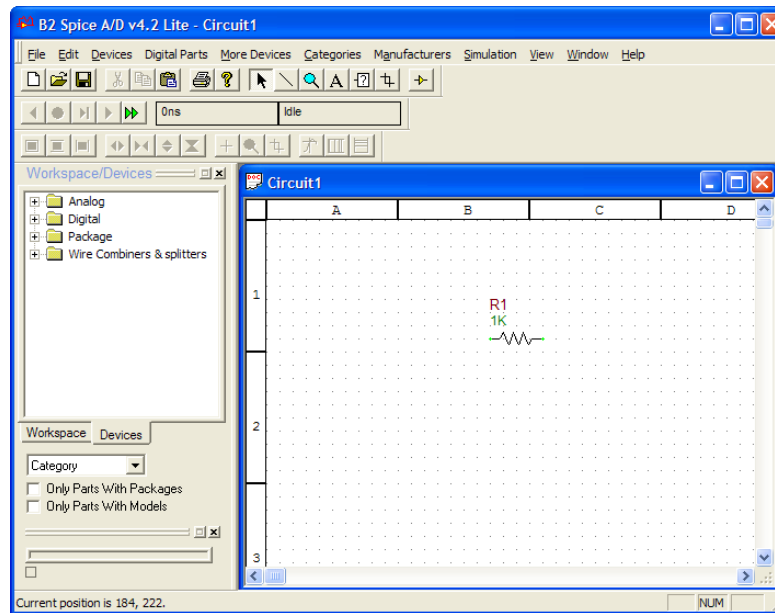 B2 Spice A/D v4.2 Lite - Circuit1
File Edit Devices Digital Parts More Devices Categories Manufacturers Simulation View Window Help
A
0ns Idle
Workspace/Devices
Analog
Digital
Package
Wire Combiners & splitters
Workspace Devices
Category
Only Parts With Packages
Only Parts With Models
Circuit1
A B C D
1
R1
1K
2
3
Current position is 184, 222.
NUM